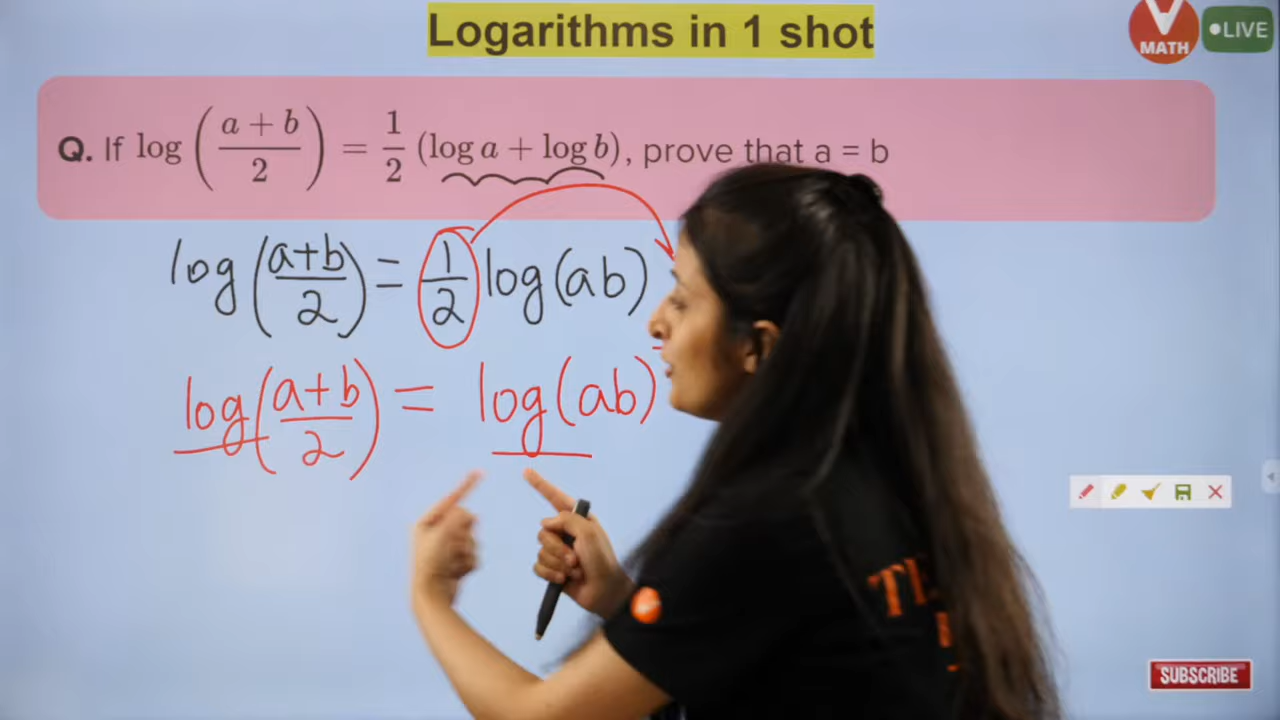 Logarithms in 1 shot
V
MATH
●LIVE
Q. If log ( (a + b)/2 ) = 1/2 (log a + log b), prove that a = b
log ( (a+b)/2 ) = 1/2 log(ab)
log ( (a+b)/2 ) = log(ab)
SUBSCRIBE